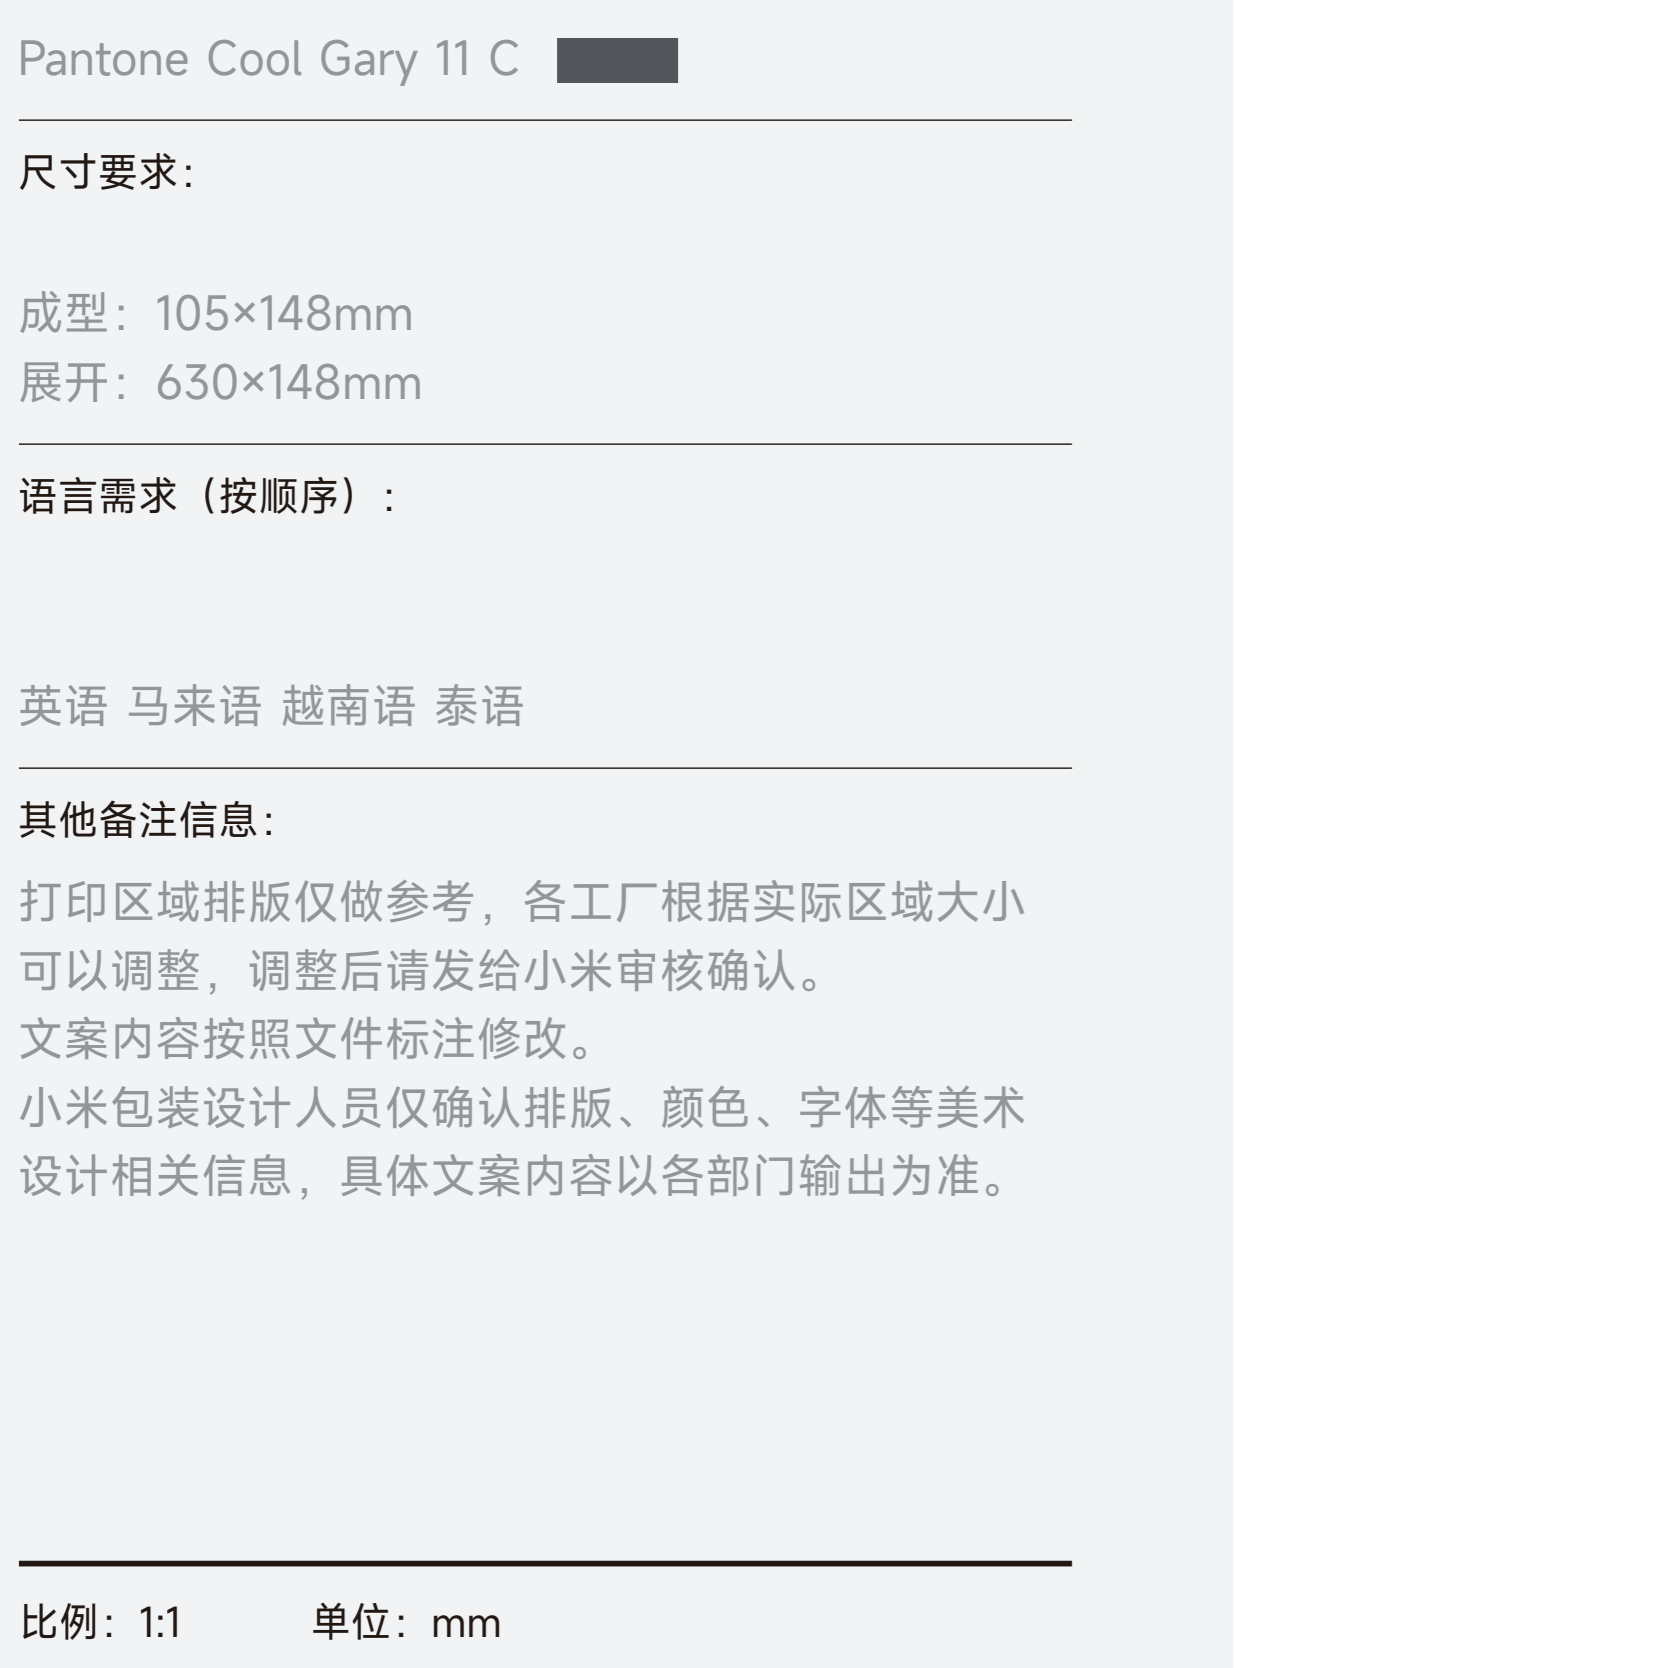 Pantone Cool Gary 11 C
尺寸要求：
成型：105×148mm
展开：630×148mm
语言需求（按顺序）：
英语 马来语 越南语 泰语
其他备注信息：
打印区域排版仅做参考，各工厂根据实际区域大小
可以调整，调整后请发给小米审核确认。
文案内容按照文件标注修改。
小米包装设计人员仅确认排版、颜色、字体等美术
设计相关信息，具体文案内容以各部门输出为准。
比例：1:1 单位：mm